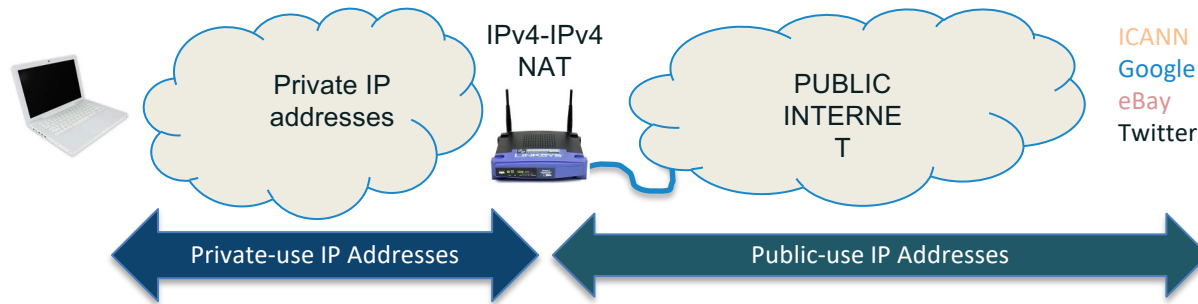 Private IP
addresses
IPv4-IPv4
NAT
LINKSYS
PUBLIC
INTERNE
T
ICANN
Google
eBay
Twitter
Private-use IP Addresses
Public-use IP Addresses